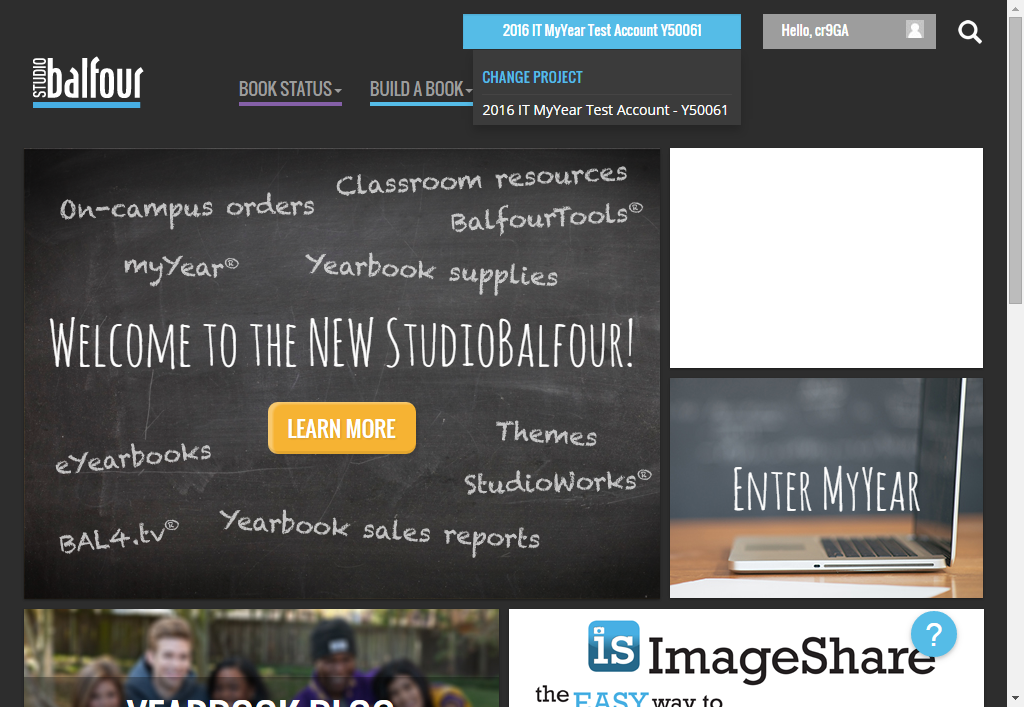 2016 IT MyYear Test Account Y50061
Hello, cr9GA
STUDIO
balfour
BOOK STATUS
BUILD A BOOK
CHANGE PROJECT
2016 IT MyYear Test Account - Y50061
Classroom resources
On-campus orders
BalfourTools®
myYear®
Yearbook supplies
WELCOME TO THE NEW STUDIOBALFOUR!
LEARN MORE
Themes
eYearbooks
StudioWorks®
Yearbook sales reports
BAL4.tv®
ENTER MYYEAR
is ImageShare
?
the EASY way to
YEARBOOK BLOG